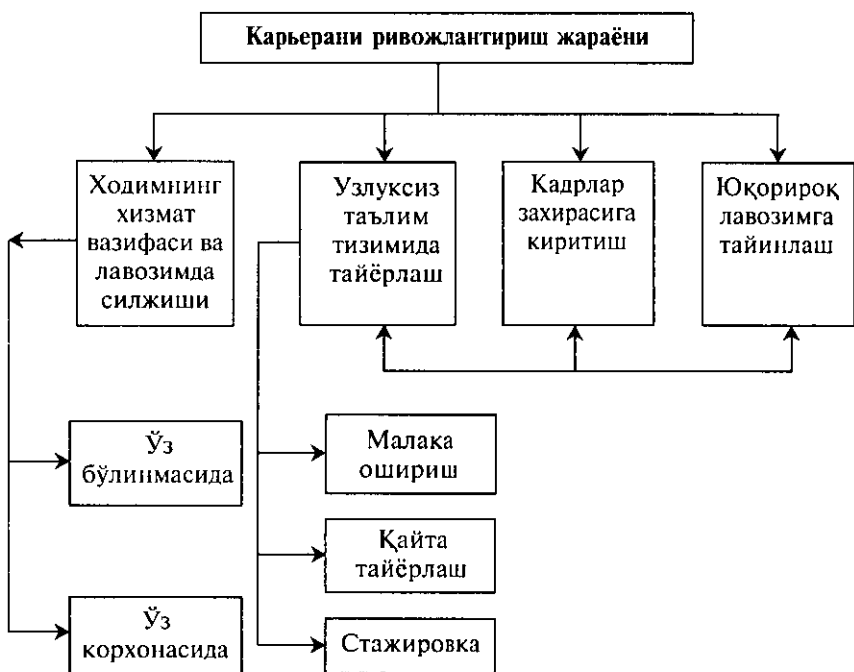 Карьерани ривожлантириш жараёни
Ходимнинг
хизмат
вазифаси ва
лавозимда
силжиши
Узлуксиз
таълим
тизимида
тайёрлаш
Кадрлар
захирасига
киритиш
Юқорироқ
лавозимга
тайинлаш
Ўз
бўлинмасида
Малака
ошириш
Қайта
тайёрлаш
Ўз
корхонасида
Стажировка